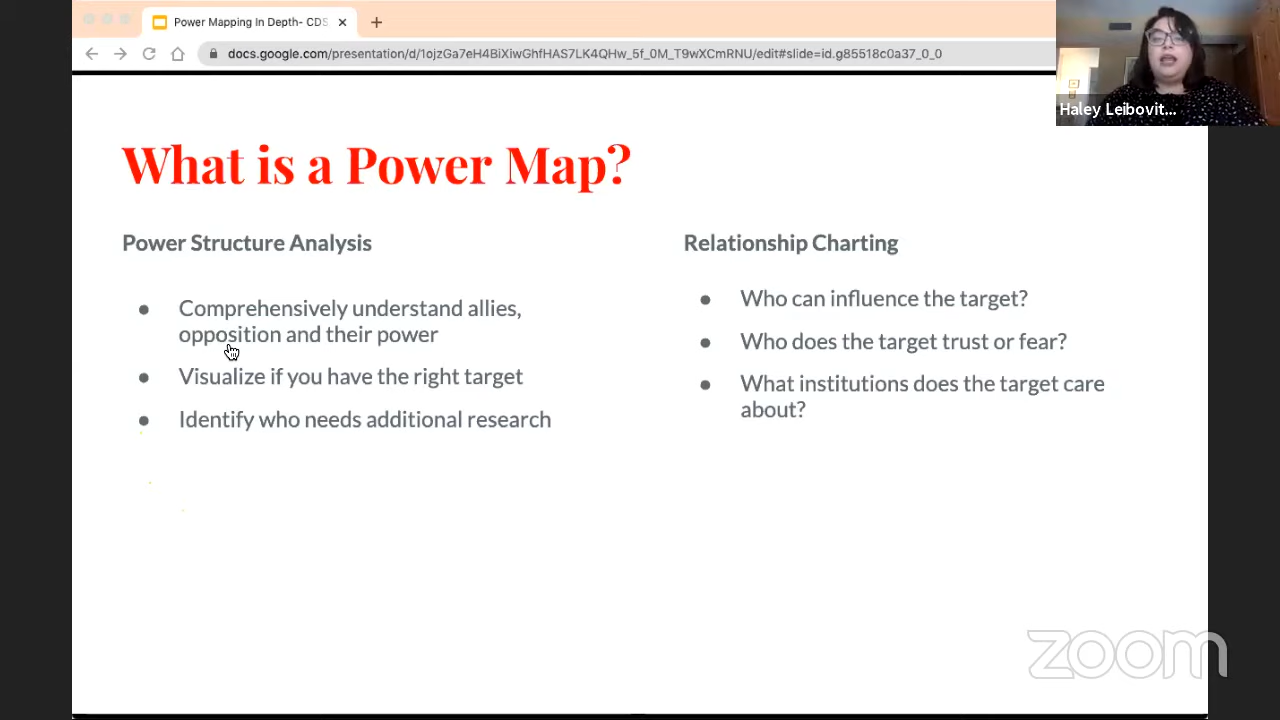 Power Mapping In Depth- CDS
docs.google.com/presentation/d/1ojzGa7eH4BiXiwGhfHAS7LK4QHw_5f_0M_T9wXCmRNU/edit#slide=id.g85518c0a37_0_0
Haley Leibovit...
What is a Power Map?
Power Structure Analysis
Comprehensively understand allies,
opposition and their power
Visualize if you have the right target
Identify who needs additional research
Relationship Charting
Who can influence the target?
Who does the target trust or fear?
What institutions does the target care
about?
zoom